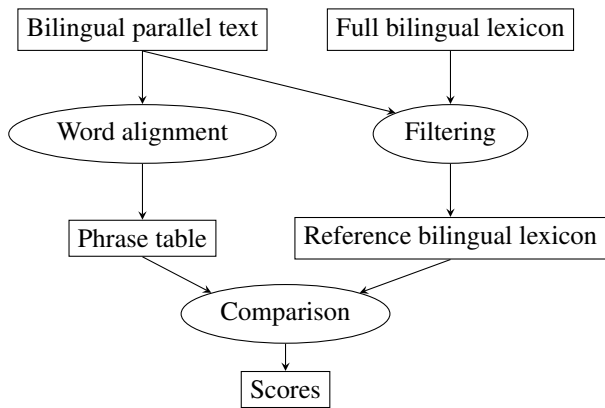 Bilingual parallel text
Full bilingual lexicon
Word alignment
Filtering
Phrase table
Reference bilingual lexicon
Comparison
Scores